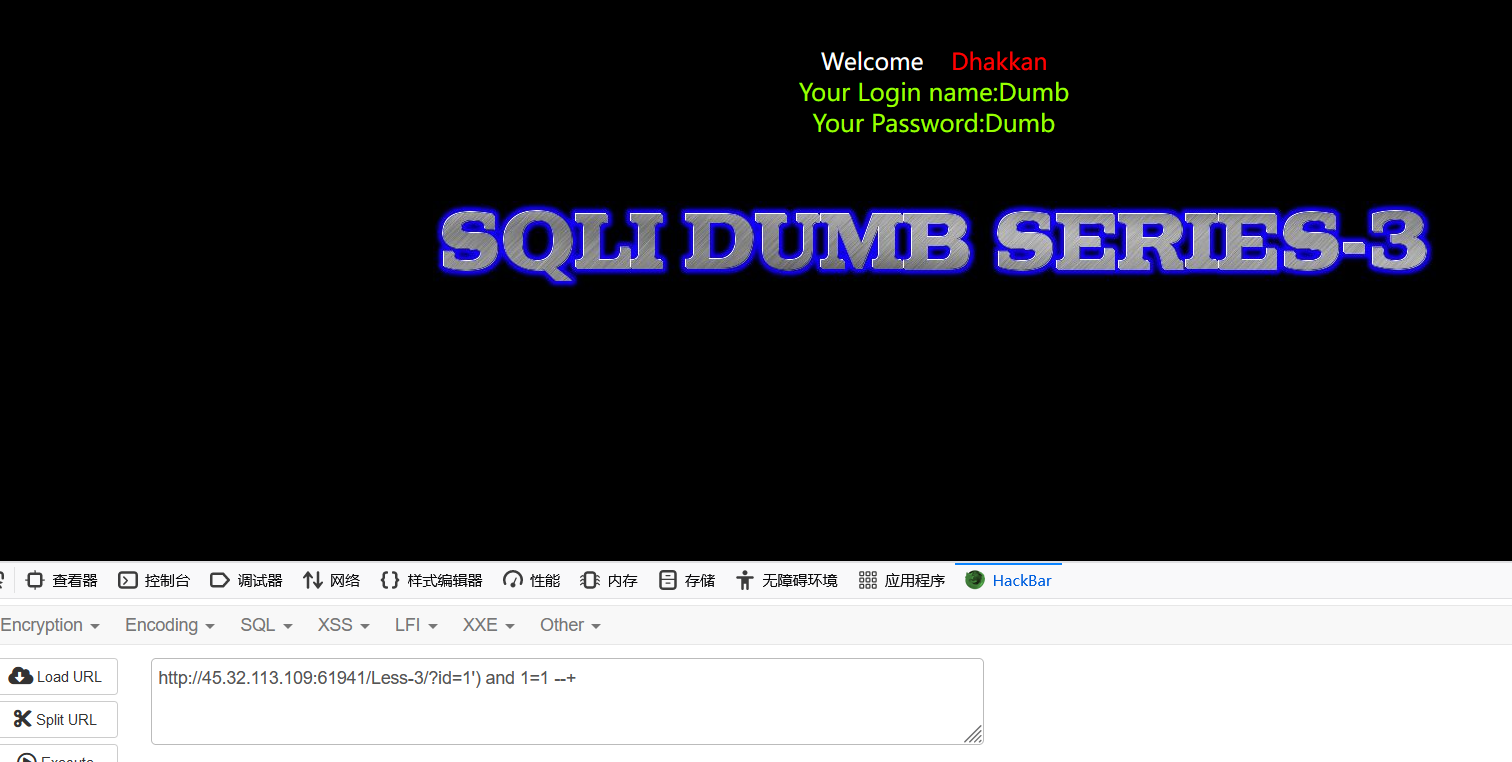 Welcome Dhakkan
Your Login name:Dumb
Your Password:Dumb
SQLI DUMB SERIES-3
查看器 控制台 调试器 网络 样式编辑器 性能 内存 存储 无障碍环境 应用程序 HackBar
Encryption Encoding SQL XSS LFI XXE Other
Load URL
http://45.32.113.109:61941/Less-3/?id=1') and 1=1 --+
Split URL
Execute